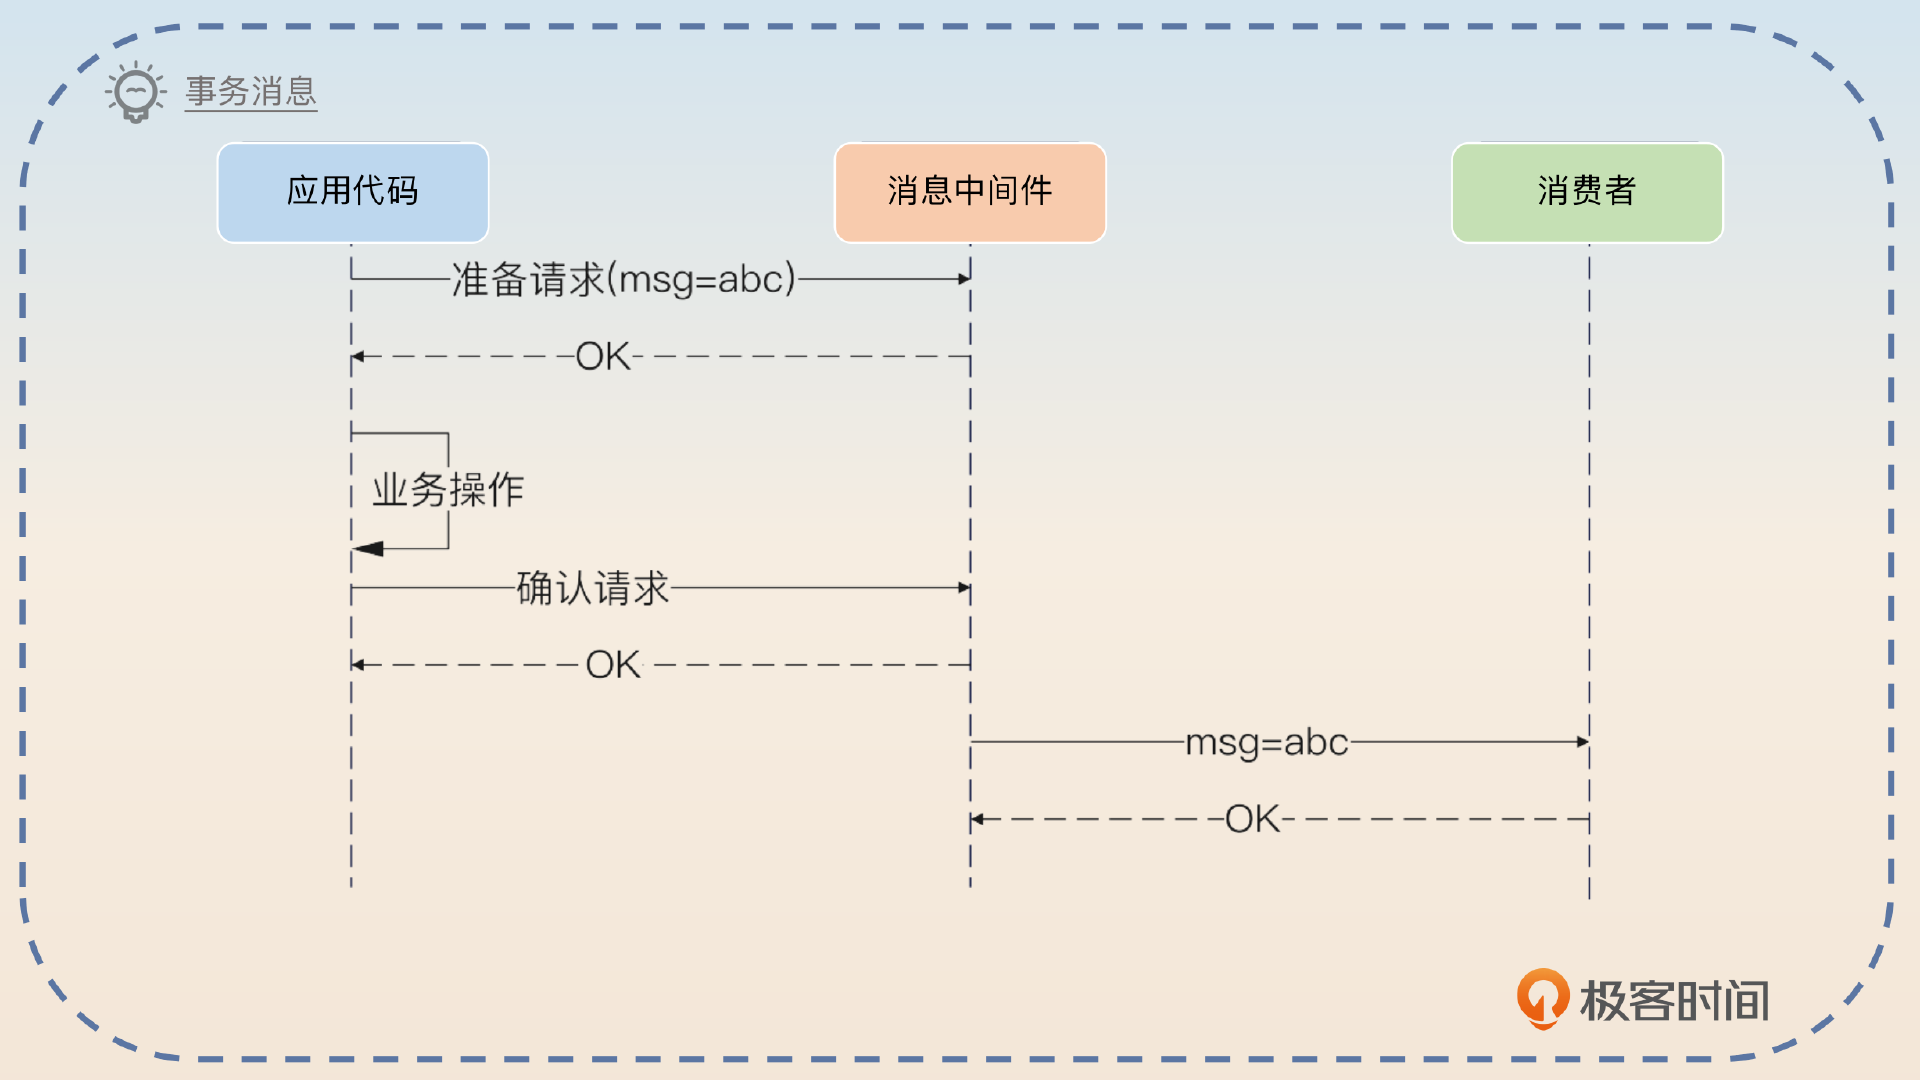 事务消息
应用代码
消息中间件
消费者
准备请求(msg=abc)
OK
业务操作
确认请求
OK
msg=abc
OK
极客时间